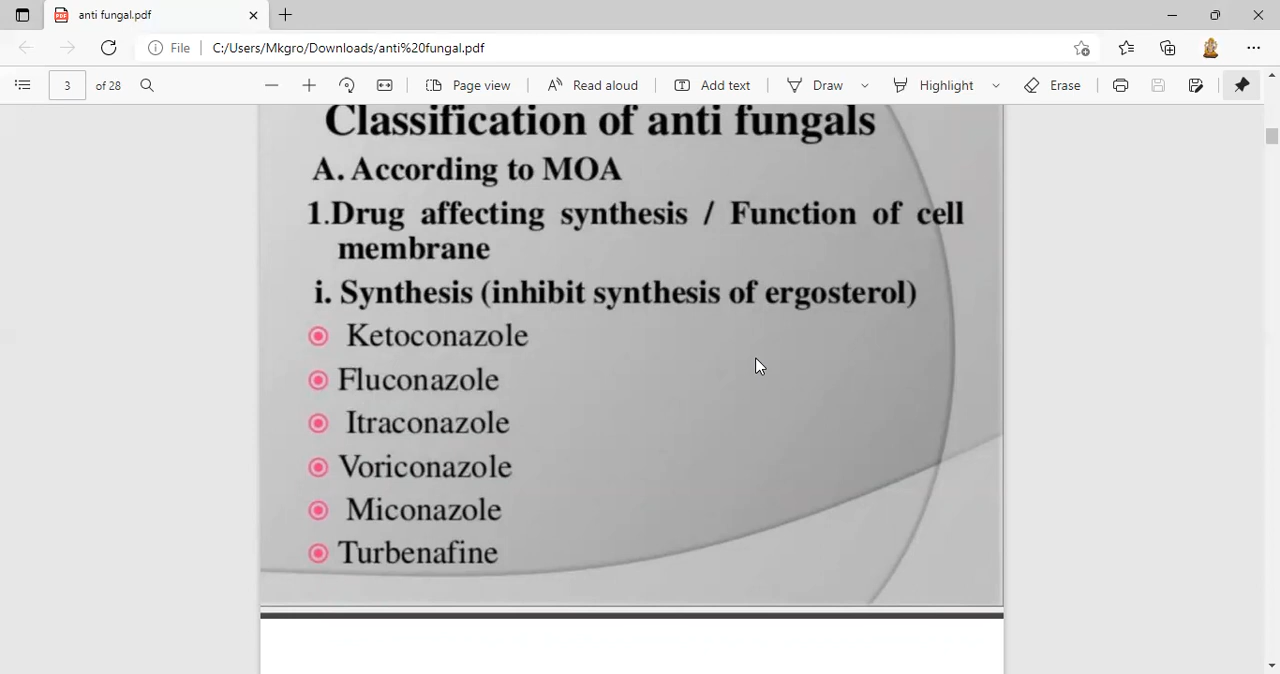 anti fungal.pdf
File
C:/Users/Mkgro/Downloads/anti%20fungal.pdf
3 of 28
Page view
Read aloud
Add text
Draw
Highlight
Erase
Classification of anti fungals
A. According to MOA
1.Drug affecting synthesis / Function of cell
membrane
i. Synthesis (inhibit synthesis of ergosterol)
Ketoconazole
Fluconazole
Itraconazole
Voriconazole
Miconazole
Turbenafine